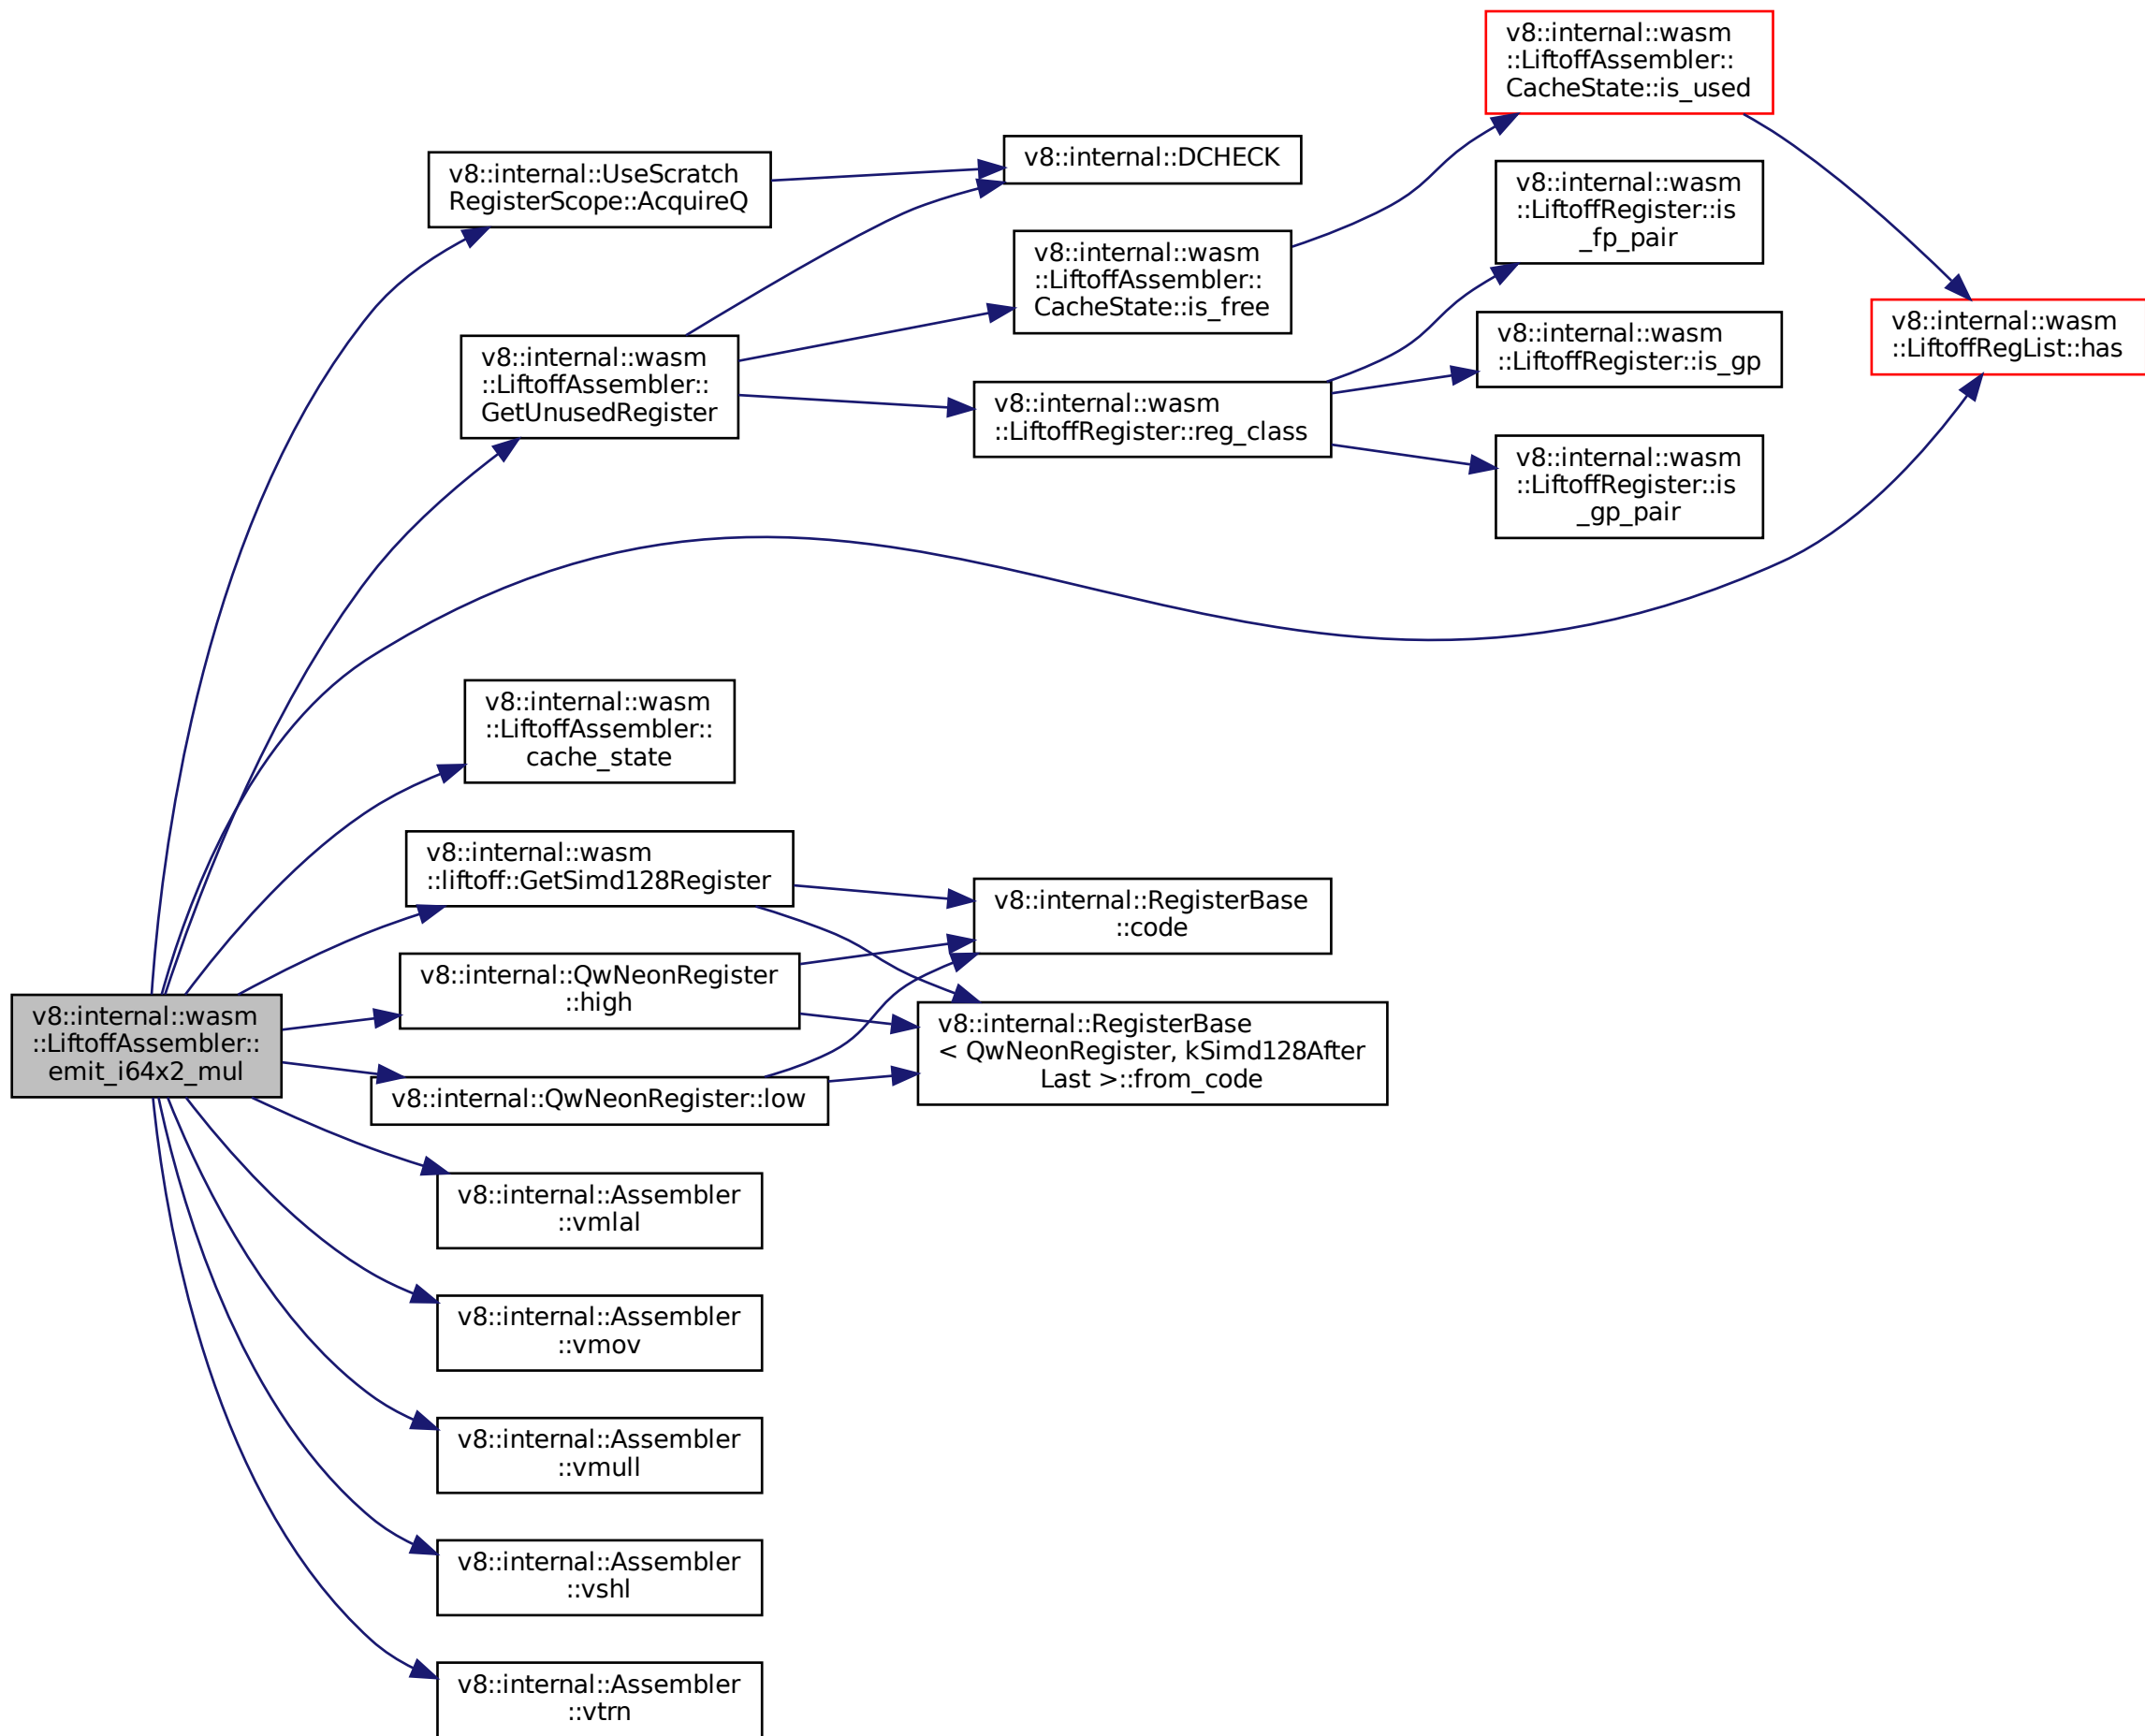 v8::internal::wasm
::LiftoffAssembler::
CacheState::is_used
v8::internal::UseScratch
RegisterScope::AcquireQ
v8::internal::DCHECK
v8::internal::wasm
::LiftoffRegister::is
_fp_pair
v8::internal::wasm
::LiftoffAssembler::
CacheState::is_free
v8::internal::wasm
::LiftoffRegList::has
v8::internal::wasm
::LiftoffRegister::is_gp
v8::internal::wasm
::LiftoffAssembler::
GetUnusedRegister
v8::internal::wasm
::LiftoffRegister::reg_class
v8::internal::wasm
::LiftoffRegister::is
_gp_pair
v8::internal::wasm
::LiftoffAssembler::
cache_state
v8::internal::wasm
::liftoff::GetSimd128Register
v8::internal::RegisterBase
::code
v8::internal::QwNeonRegister
::high
v8::internal::wasm
::LiftoffAssembler::
emit_i64x2_mul
v8::internal::RegisterBase
< QwNeonRegister, kSimd128After
Last >::from_code
v8::internal::QwNeonRegister::low
v8::internal::Assembler
::vmlal
v8::internal::Assembler
::vmov
v8::internal::Assembler
::vmull
v8::internal::Assembler
::vshl
v8::internal::Assembler
::vtrn